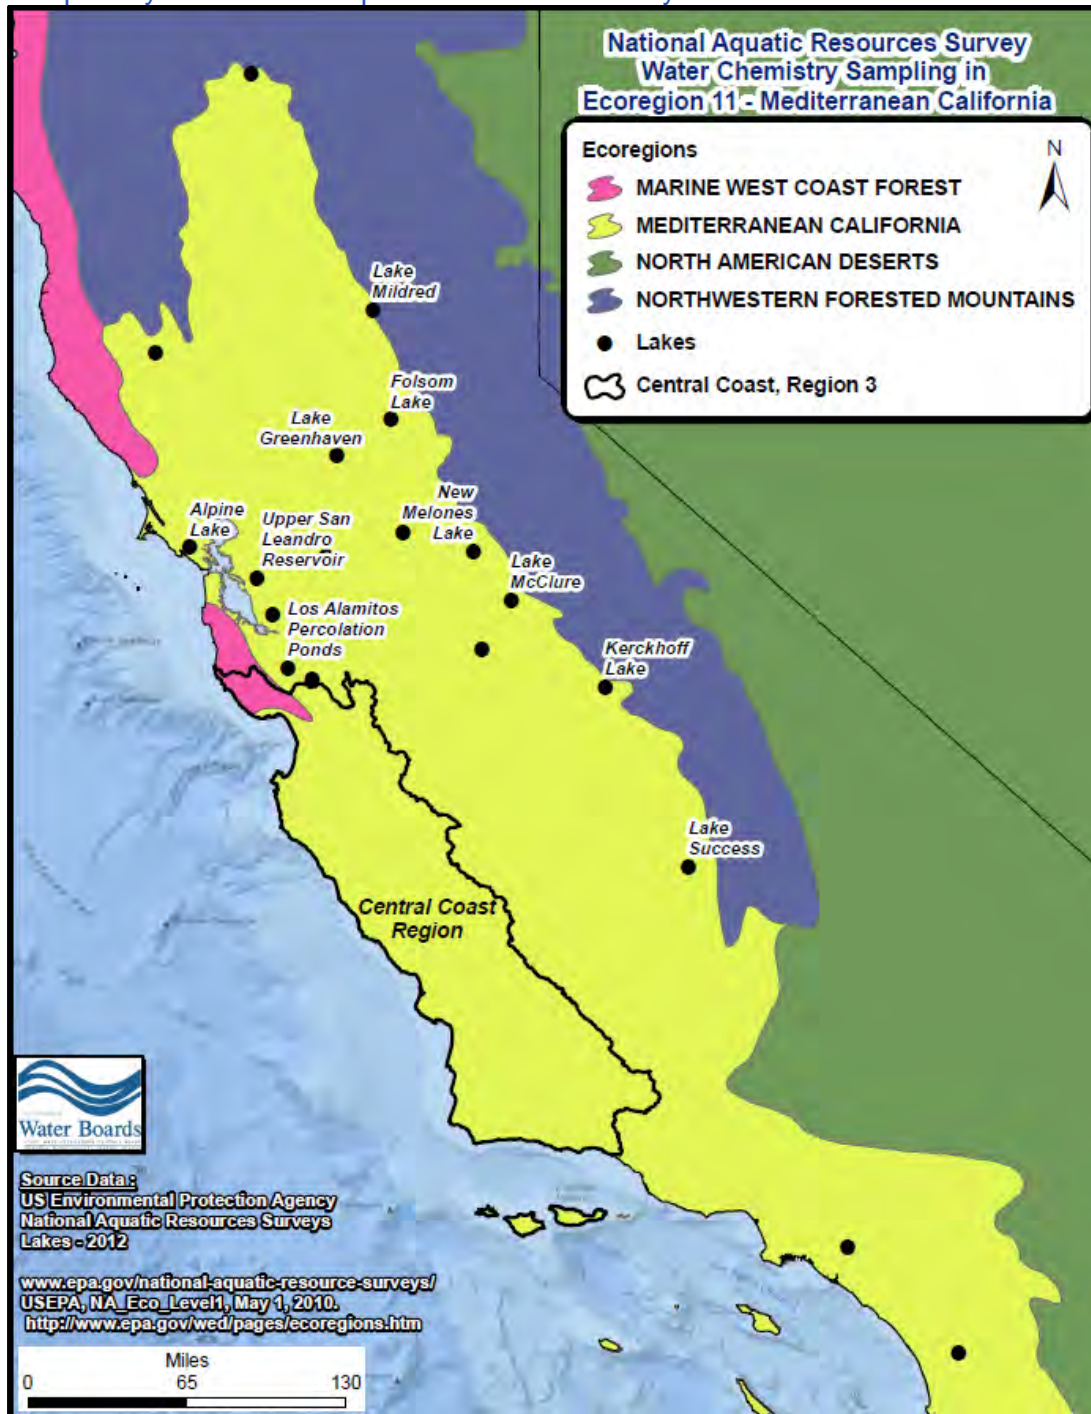 National Aquatic Resources Survey
Water Chemistry Sampling in
Ecoregion 11 - Mediterranean California
Ecoregions
N
MARINE WEST COAST FOREST
MEDITERRANEAN CALIFORNIA
NORTH AMERICAN DESERTS
NORTHWESTERN FORESTED MOUNTAINS
Lakes
Central Coast, Region 3
Lake
Mildred
Folsom
Lake
Lake
Greenhaven
New
Melones
Lake
Alpine
Lake
Upper San
Leandro
Reservoir
Lake
McClure
Los Alamitos
Percolation
Ponds
Kerckhoff
Lake
Lake
Success
Central Coast
Region
Water Boards
Source Data :
US Environmental Protection Agency
National Aquatic Resources Surveys
Lakes - 2012
www.epa.gov/national-aquatic-resource-surveys/
USEPA, NA_Eco_Level1, May 1, 2010.
http://www.epa.gov/wed/pages/ecoregions.htm
Miles
0 65 130